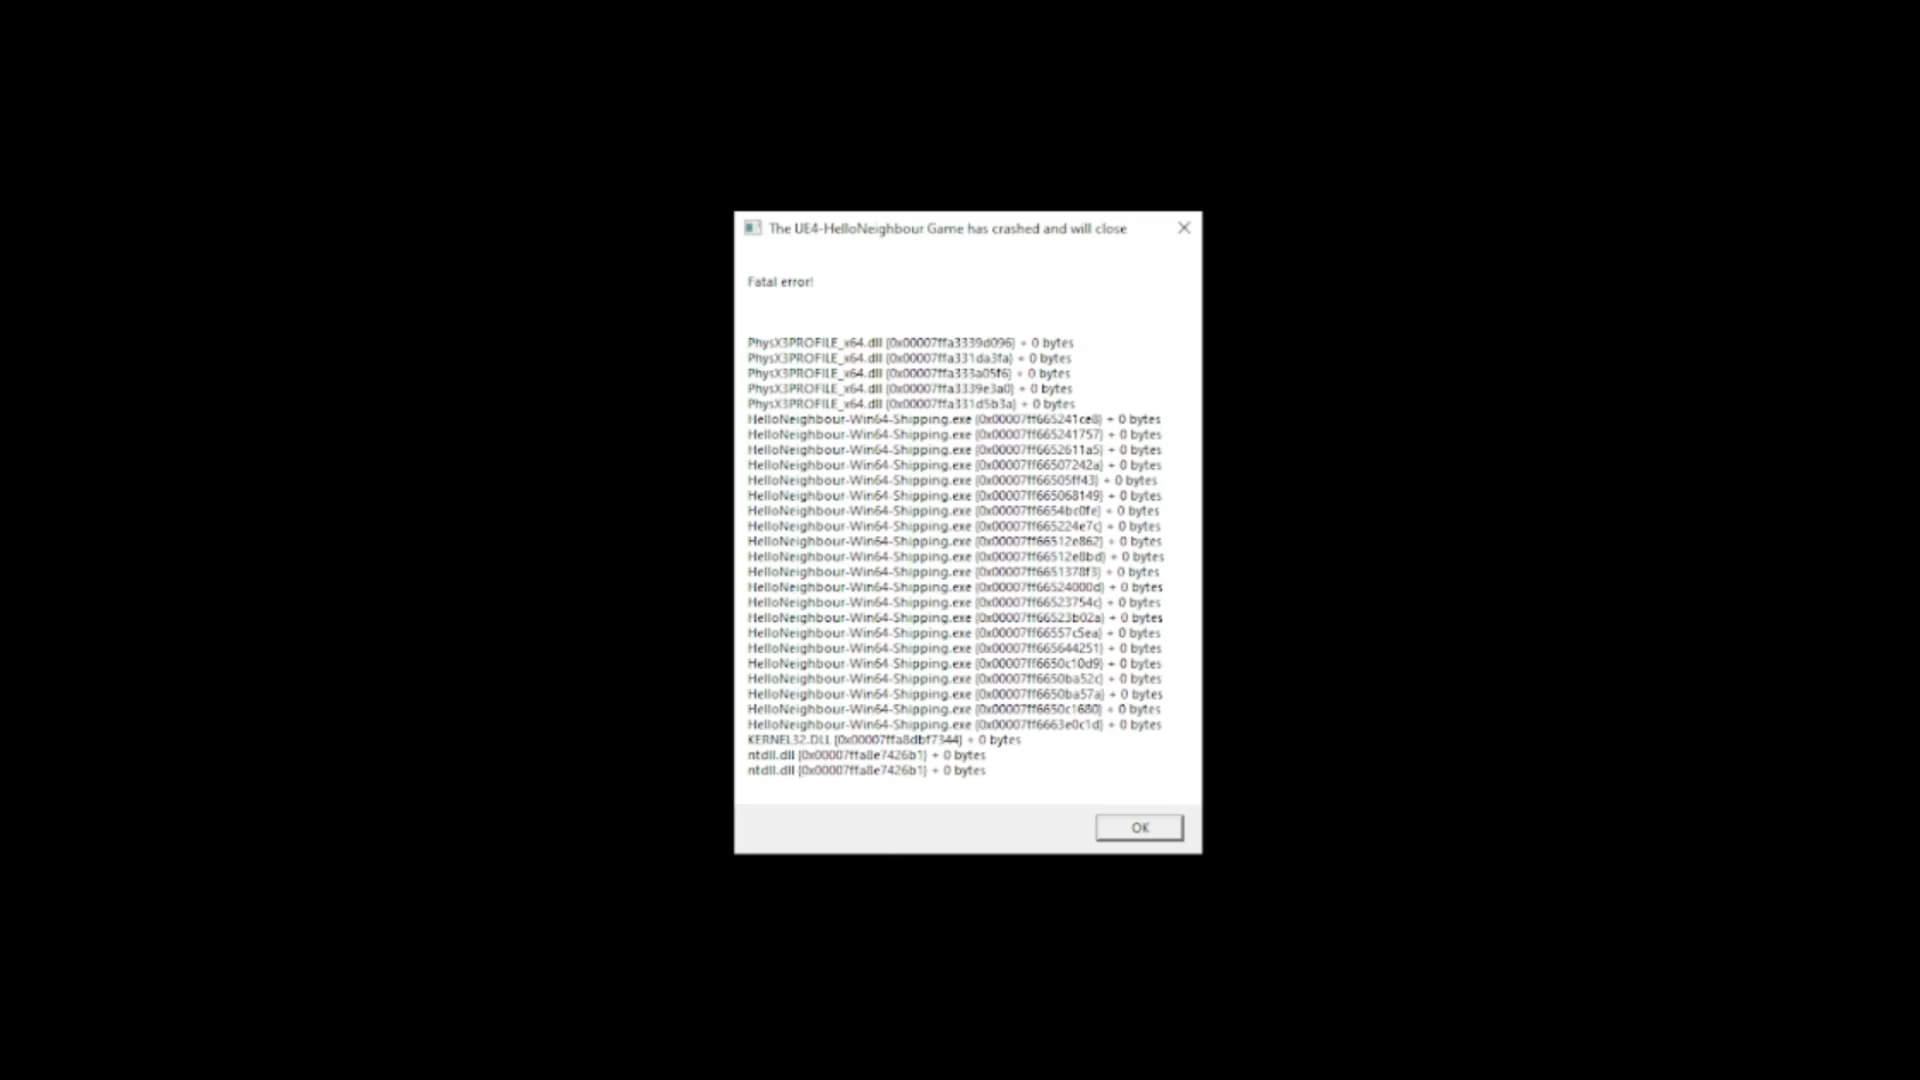 The UE4-HelloNeighbour Game has crashed and will close
Fatal error!
PhysX3PROFILE_x64.dll {0x00007ffa3339d096} + 0 bytes
PhysX3PROFILE_x64.dll {0x00007ffa331da3fa} + 0 bytes
PhysX3PROFILE_x64.dll {0x00007ffa333a05f6} + 0 bytes
PhysX3PROFILE_x64.dll {0x00007ffa3339e3a0} + 0 bytes
PhysX3PROFILE_x64.dll {0x00007ffa331d5b3a} + 0 bytes
HelloNeighbour-Win64-Shipping.exe {0x00007ff665241ce8} + 0 bytes
HelloNeighbour-Win64-Shipping.exe {0x00007ff665241757} + 0 bytes
HelloNeighbour-Win64-Shipping.exe {0x00007ff6652611a5} + 0 bytes
HelloNeighbour-Win64-Shipping.exe {0x00007ff66507242a} + 0 bytes
HelloNeighbour-Win64-Shipping.exe {0x00007ff66505ff43} + 0 bytes
HelloNeighbour-Win64-Shipping.exe {0x00007ff665068149} + 0 bytes
HelloNeighbour-Win64-Shipping.exe {0x00007ff6654bc0fe} + 0 bytes
HelloNeighbour-Win64-Shipping.exe {0x00007ff665224e7c} + 0 bytes
HelloNeighbour-Win64-Shipping.exe {0x00007ff66512e862} + 0 bytes
HelloNeighbour-Win64-Shipping.exe {0x00007ff66512e8bd} + 0 bytes
HelloNeighbour-Win64-Shipping.exe {0x00007ff6651378f3} + 0 bytes
HelloNeighbour-Win64-Shipping.exe {0x00007ff66524000d} + 0 bytes
HelloNeighbour-Win64-Shipping.exe {0x00007ff66523754c} + 0 bytes
HelloNeighbour-Win64-Shipping.exe {0x00007ff66523b02a} + 0 bytes
HelloNeighbour-Win64-Shipping.exe {0x00007ff66557c5ea} + 0 bytes
HelloNeighbour-Win64-Shipping.exe {0x00007ff665644251} + 0 bytes
HelloNeighbour-Win64-Shipping.exe {0x00007ff6650c10d9} + 0 bytes
HelloNeighbour-Win64-Shipping.exe {0x00007ff6650ba52c} + 0 bytes
HelloNeighbour-Win64-Shipping.exe {0x00007ff6650ba57a} + 0 bytes
HelloNeighbour-Win64-Shipping.exe {0x00007ff6650c1680} + 0 bytes
HelloNeighbour-Win64-Shipping.exe {0x00007ff6663e0c1d} + 0 bytes
KERNEL32.DLL {0x00007ffa8dbf7344} + 0 bytes
ntdll.dll {0x00007ffa8e7426b1} + 0 bytes
ntdll.dll {0x00007ffa8e7426b1} + 0 bytes
OK